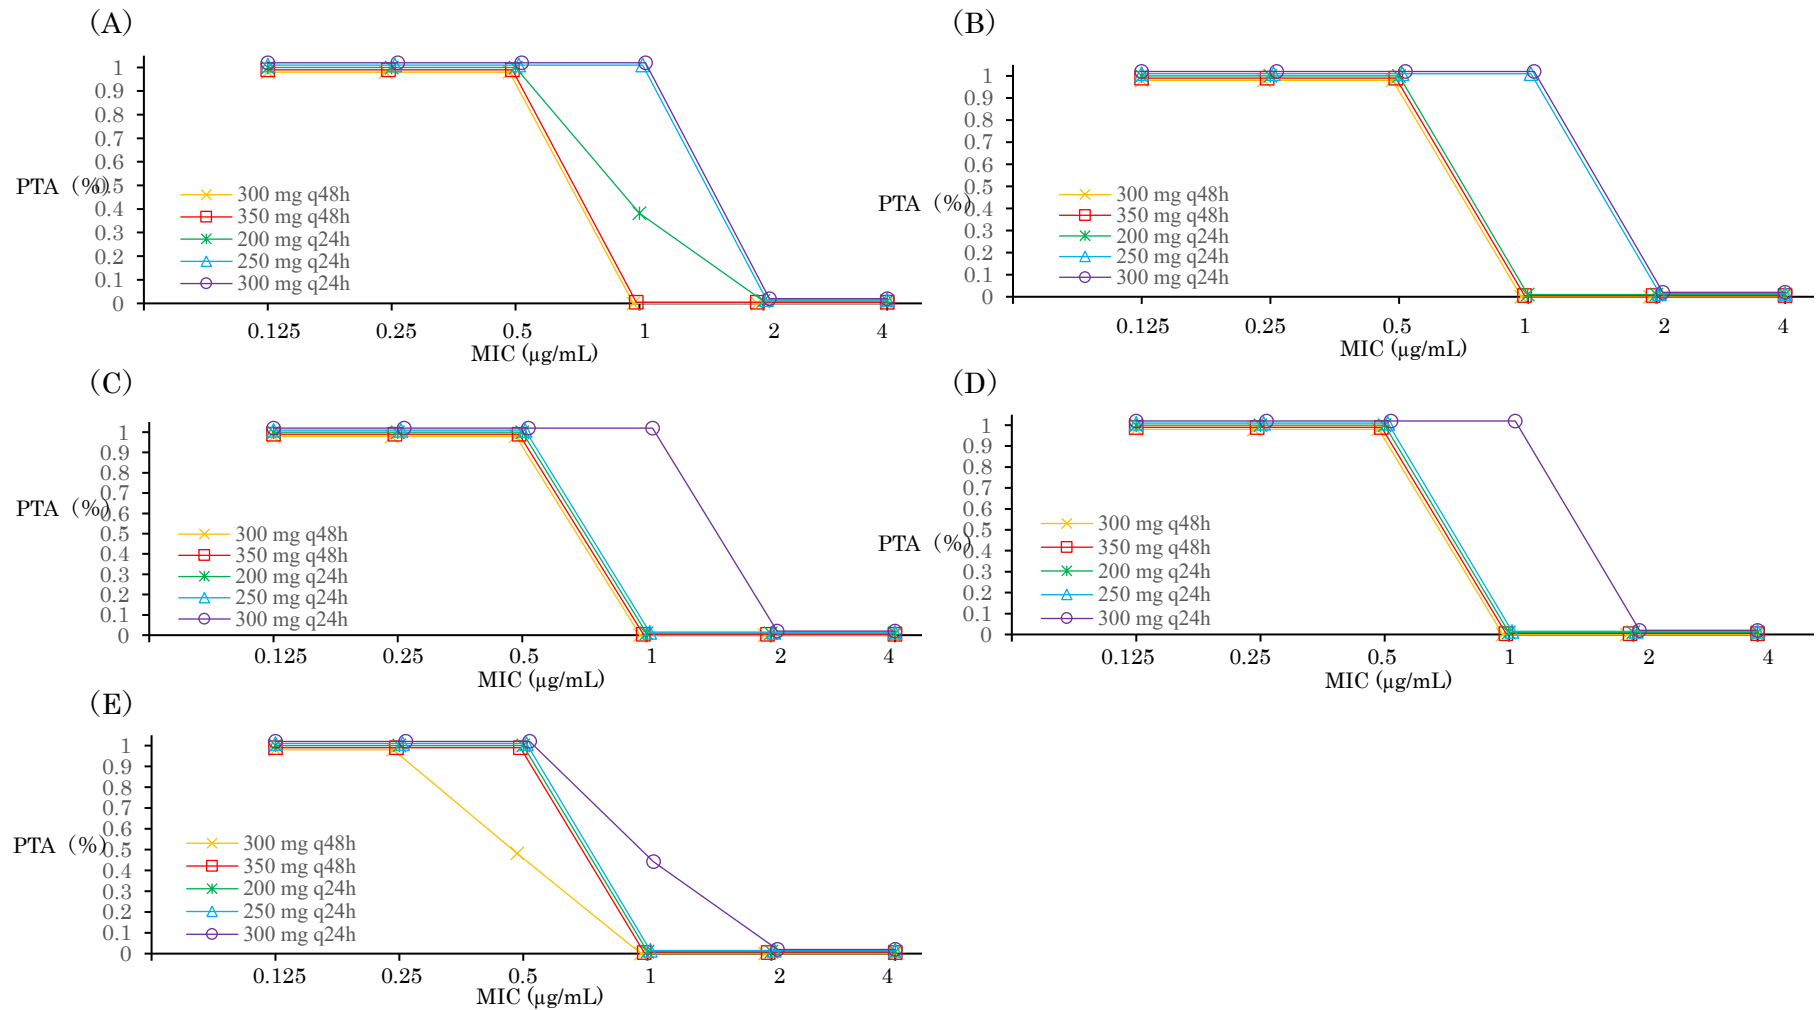 (A)
1
0.9
0.8
0.7
0.6
0.5
0.4
0.3
0.2
0.1
0
PTA (%)
300 mg q48h
350 mg q48h
200 mg q24h
250 mg q24h
300 mg q24h
0.125 0.25 0.5 1 2 4
MIC (µg/mL)
(B)
1
0.9
0.8
0.7
0.6
0.5
0.4
0.3
0.2
0.1
0
PTA (%)
300 mg q48h
350 mg q48h
200 mg q24h
250 mg q24h
300 mg q24h
0.125 0.25 0.5 1 2 4
MIC (µg/mL)
(C)
1
0.9
0.8
0.7
0.6
0.5
0.4
0.3
0.2
0.1
0
PTA (%)
300 mg q48h
350 mg q48h
200 mg q24h
250 mg q24h
300 mg q24h
0.125 0.25 0.5 1 2 4
MIC (µg/mL)
(D)
1
0.9
0.8
0.7
0.6
0.5
0.4
0.3
0.2
0.1
0
PTA (%)
300 mg q48h
350 mg q48h
200 mg q24h
250 mg q24h
300 mg q24h
0.125 0.25 0.5 1 2 4
MIC (µg/mL)
(E)
1
0.9
0.8
0.7
0.6
0.5
0.4
0.3
0.2
0.1
0
PTA (%)
300 mg q48h
350 mg q48h
200 mg q24h
250 mg q24h
300 mg q24h
0.125 0.25 0.5 1 2 4
MIC (µg/mL)